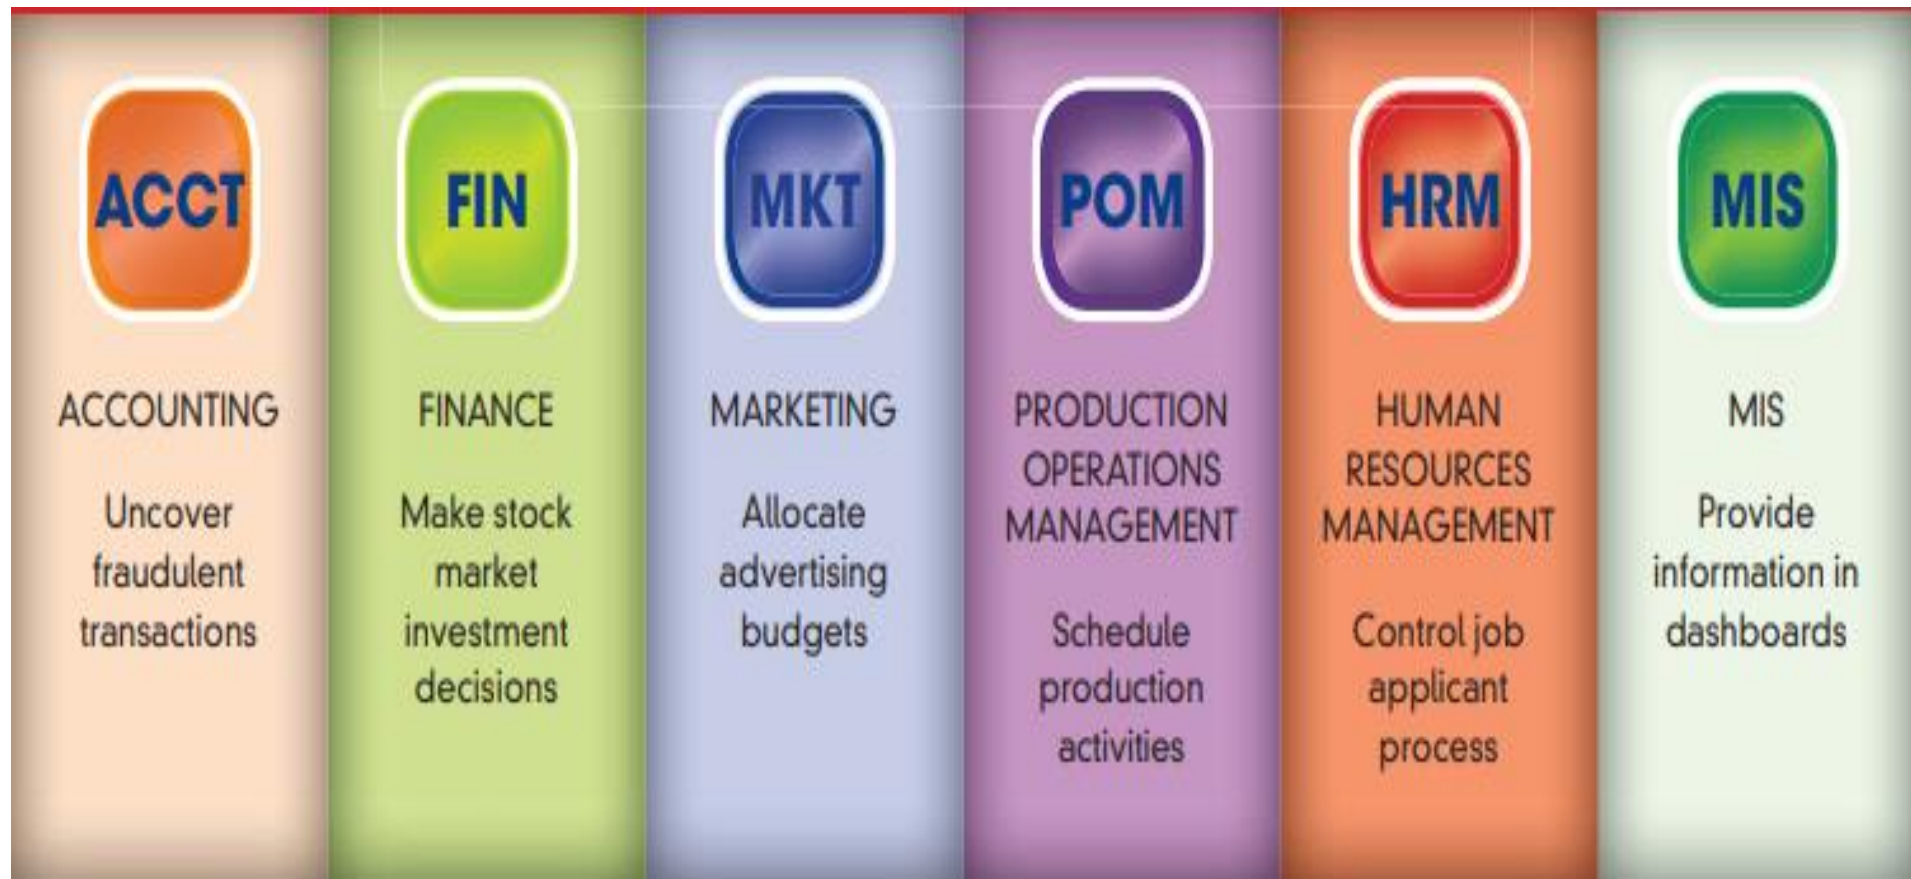 ACCT
ACCOUNTING
Uncover
fraudulent
transactions
FIN
FINANCE
Make stock
market
investment
decisions
MKT
MARKETING
Allocate
advertising
budgets
POM
PRODUCTION
OPERATIONS
MANAGEMENT
Schedule
production
activities
HRM
HUMAN
RESOURCES
MANAGEMENT
Control job
applicant
process
MIS
MIS
Provide
information in
dashboards